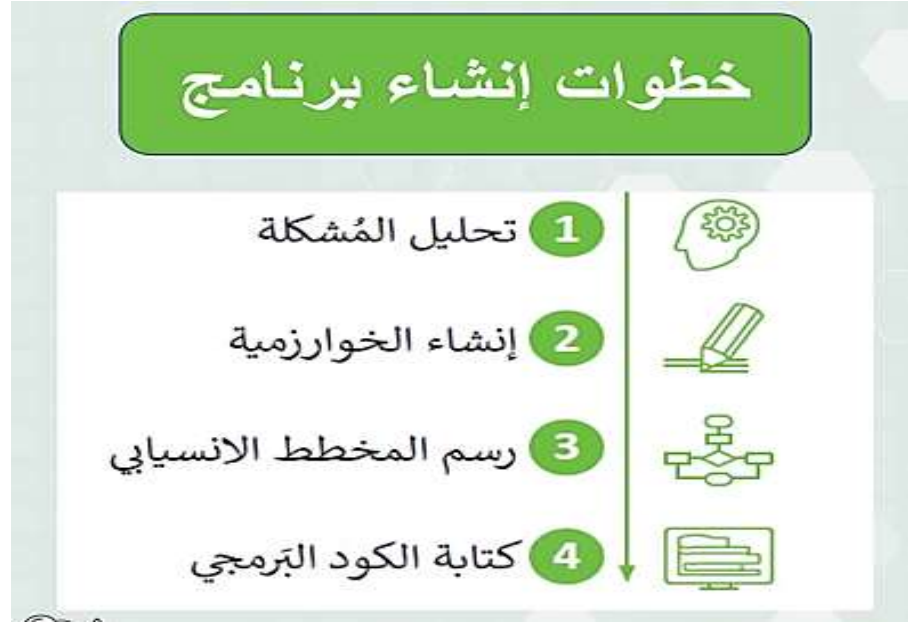 خطوات إنشاء برنامج
1 تحليل المُشكلة
2 إنشاء الخوارزمية
3 رسم المخطط الانسيابي
4 كتابة الكود البَرمجي